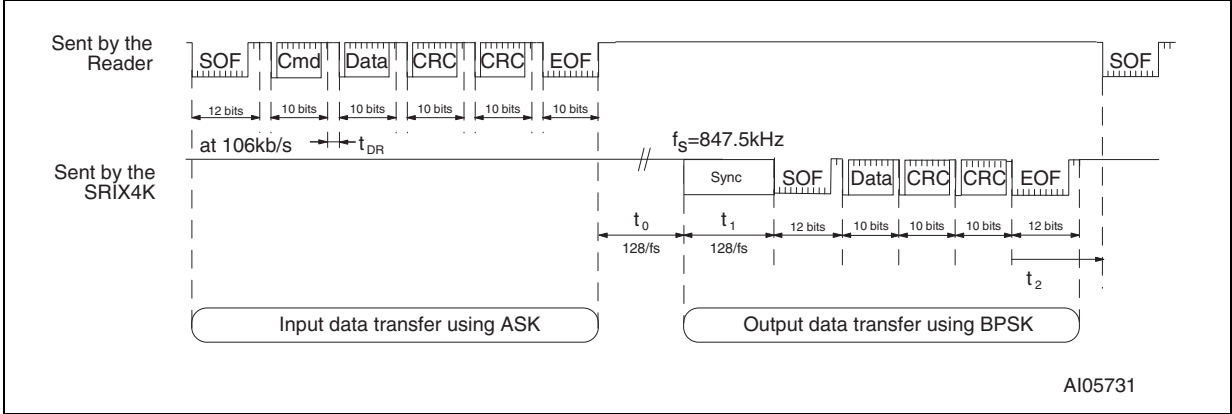 Sent by the Reader
SOF Cmd Data CRC CRC EOF SOF
12 bits 10 bits 10 bits 10 bits 10 bits 10 bits
at 106kb/s tDR fS=847.5kHz
Sent by the SRIX4K
// Sync SOF Data CRC CRC EOF
t0 t1 12 bits 10 bits 10 bits 10 bits 12 bits
128/fs 128/fs
t2
Input data transfer using ASK Output data transfer using BPSK
AI05731